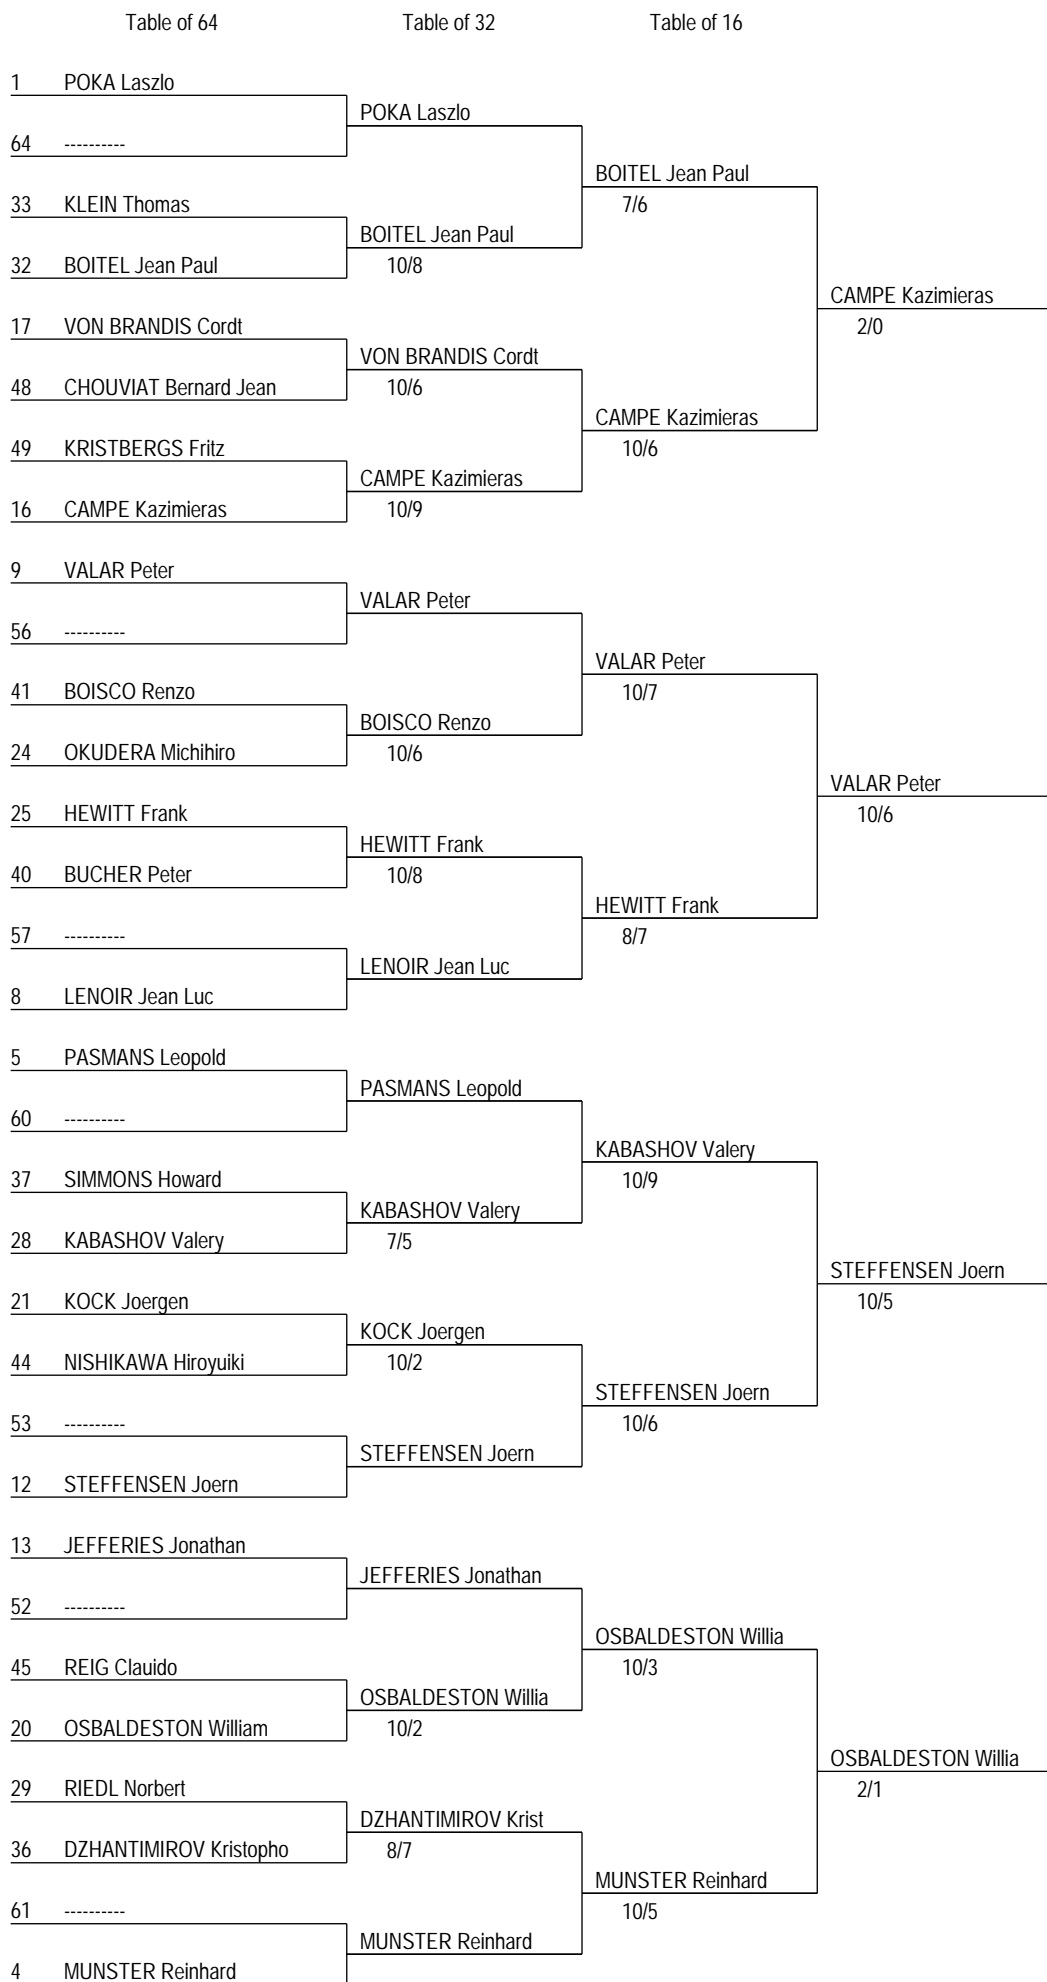 Table of 64 Table of 32 Table of 16
1 POKA Laszlo
POKA Laszlo
64 ----------
BOITEL Jean Paul
7/6
33 KLEIN Thomas
BOITEL Jean Paul
10/8
32 BOITEL Jean Paul
CAMPE Kazimieras
2/0
17 VON BRANDIS Cordt
VON BRANDIS Cordt
10/6
48 CHOUVIAT Bernard Jean
CAMPE Kazimieras
10/6
49 KRISTBERGS Fritz
CAMPE Kazimieras
10/9
16 CAMPE Kazimieras
9 VALAR Peter
VALAR Peter
56 ----------
VALAR Peter
10/7
41 BOISCO Renzo
BOISCO Renzo
10/6
24 OKUDERA Michihiro
VALAR Peter
10/6
25 HEWITT Frank
HEWITT Frank
10/8
40 BUCHER Peter
HEWITT Frank
8/7
57 ----------
LENOIR Jean Luc
8 LENOIR Jean Luc
5 PASMANS Leopold
PASMANS Leopold
60 ----------
KABASHOV Valery
10/9
37 SIMMONS Howard
KABASHOV Valery
7/5
28 KABASHOV Valery
STEFFENSEN Joern
10/5
21 KOCK Joergen
KOCK Joergen
10/2
44 NISHIKAWA Hiroyuiki
STEFFENSEN Joern
10/6
53 ----------
STEFFENSEN Joern
12 STEFFENSEN Joern
13 JEFFERIES Jonathan
JEFFERIES Jonathan
52 ----------
OSBALDESTON Willia
10/3
45 REIG Clauido
OSBALDESTON Willia
10/2
20 OSBALDESTON William
OSBALDESTON Willia
2/1
29 RIEDL Norbert
DZHANTIMIROV Krist
8/7
36 DZHANTIMIROV Kristopho
MUNSTER Reinhard
10/5
61 ----------
MUNSTER Reinhard
4 MUNSTER Reinhard